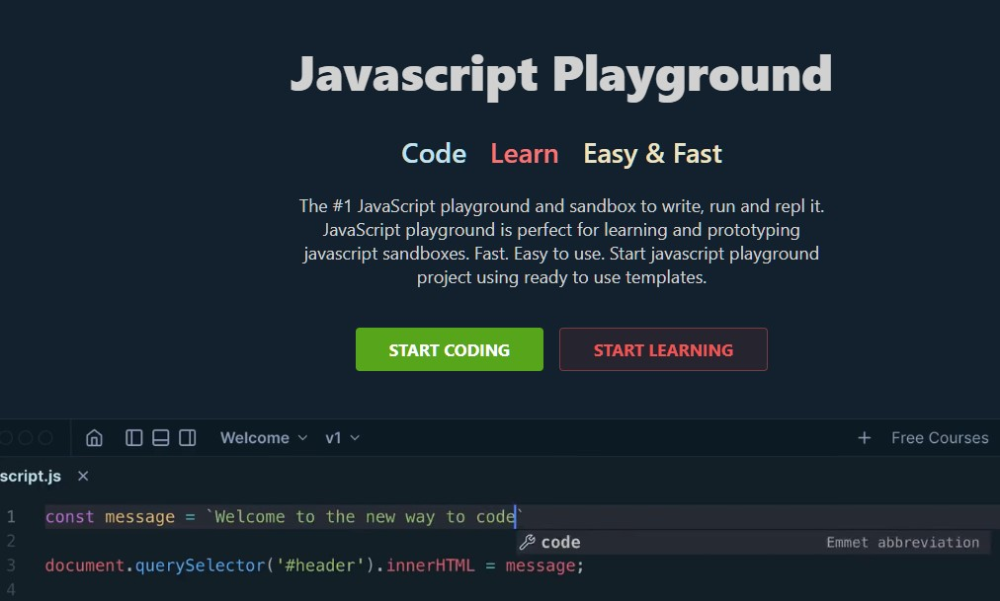 Javascript Playground
Code Learn Easy & Fast
The #1 JavaScript playground and sandbox to write, run and repl it.
JavaScript playground is perfect for learning and prototyping
javascript sandboxes. Fast. Easy to use. Start javascript playground
project using ready to use templates.
START CODING START LEARNING
Welcome v1 + Free Courses
script.js ×
1 const message = `Welcome to the new way to code`
2 code Emmet abbreviation
3 document.querySelector('#header').innerHTML = message;
4